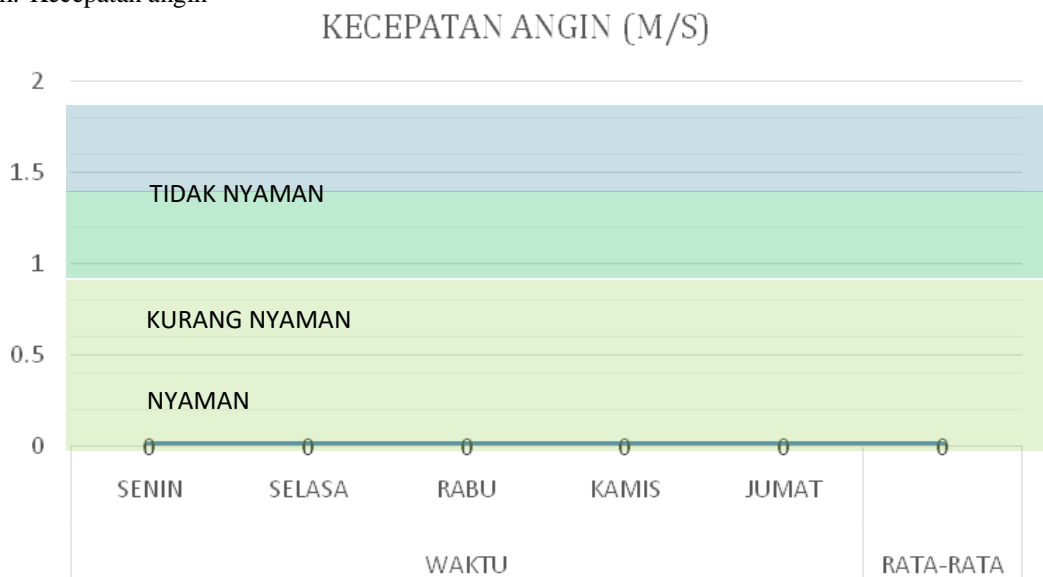 Kecepatan angin
KECEPATAN ANGIN (M/S)
2
1.5
TIDAK NYAMAN
1
KURANG NYAMAN
0.5
NYAMAN
0
0 0 0 0 0 0
SENIN SELASA RABU KAMIS JUMAT
WAKTU RATA-RATA